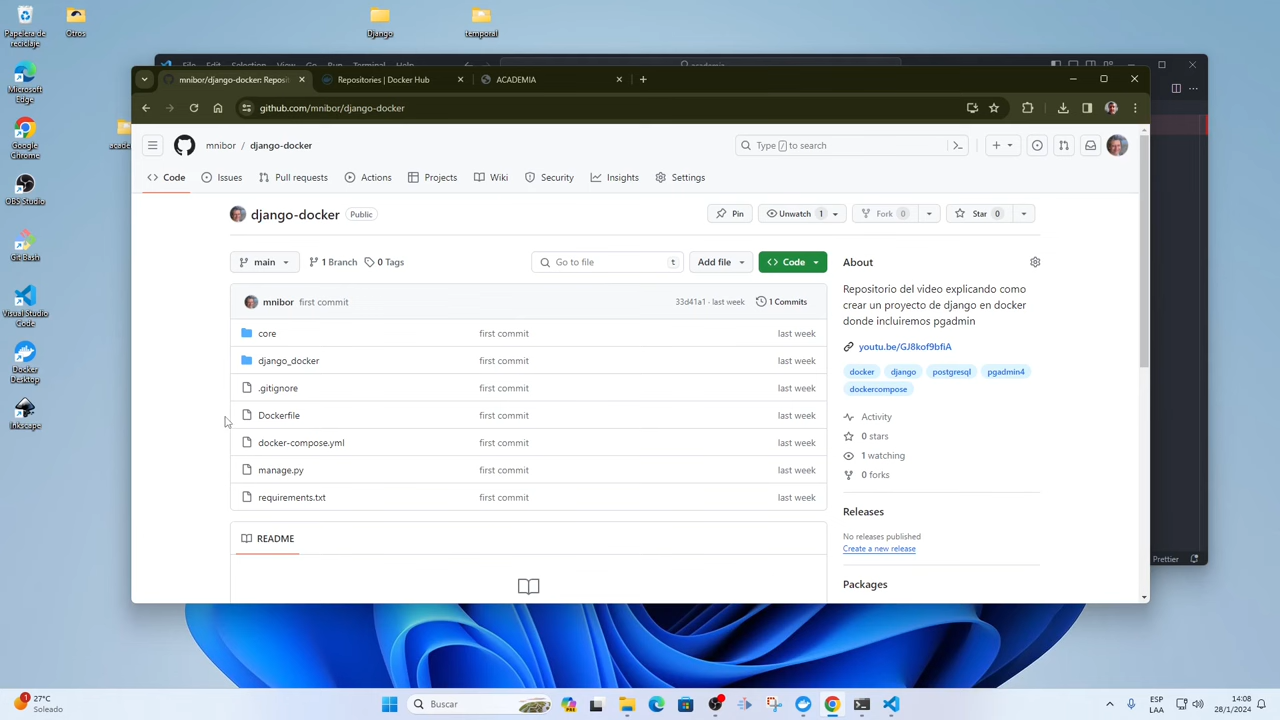 Papelera de
reciclaje
Otros
Django
temporal
Microsoft
Edge
Google
Chrome
OBS Studio
Git Bash
Visual Studio
Code
Docker
Desktop
Inkscape
mnibor/django-docker: Reposi
Repositories | Docker Hub
ACADEMIA
github.com/mnibor/django-docker
mnibor / django-docker
Type / to search
Code
Issues
Pull requests
Actions
Projects
Wiki
Security
Insights
Settings
django-docker
Public
Pin
Unwatch 1
Fork 0
Star 0
main
1 Branch
0 Tags
Go to file
t
Add file
Code
About
mnibor first commit
33d41a1 · last week
1 Commits
Repositorio del video explicando como
crear un proyecto de django en docker
donde incluiremos pgadmin
core first commit last week
django_docker first commit last week
.gitignore first commit last week
Dockerfile first commit last week
docker-compose.yml first commit last week
manage.py first commit last week
requirements.txt first commit last week
youtu.be/GJ8kof9bfiA
docker django postgresql pgadmin4
dockercompose
Activity
0 stars
1 watching
0 forks
Releases
No releases published
Create a new release
Packages
README
Prettier
1
27°C
Soleado
Buscar
ESP
LAA
14:08
28/1/2024